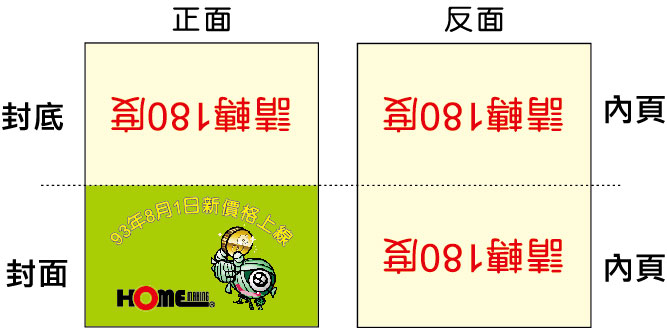 正面
反面
封底
請轉180度
請轉180度
內頁
93年8月1日新價格上線
封面
HOME MAKING ®
請轉180度
內頁